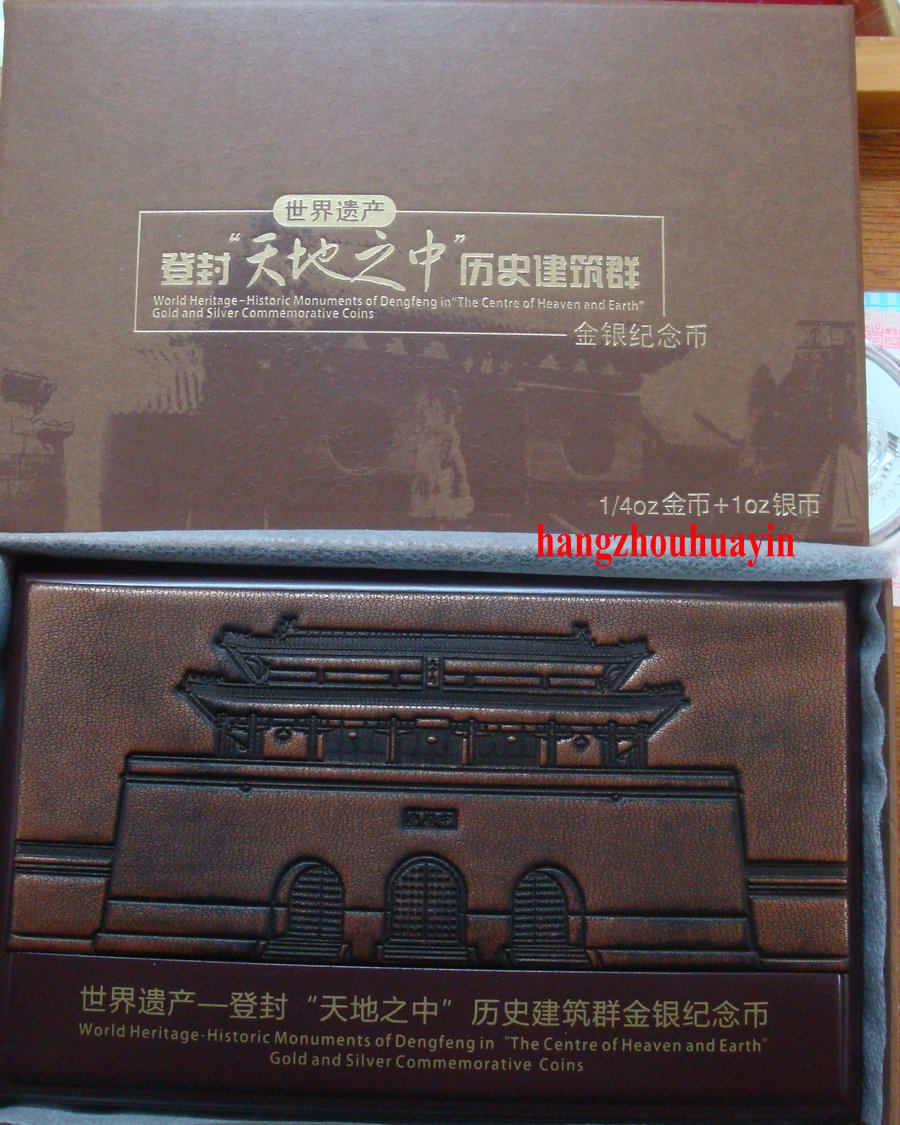 世界遗产
登封“天地之中”历史建筑群
World Heritage-Historic Monuments of Dengfeng in“The Centre of Heaven and Earth”
Gold and Silver Commemorative Coins
金银纪念币
1/4oz金币+1oz银币
hangzhouhuayin
世界遗产—登封“天地之中”历史建筑群金银纪念币
World Heritage-Historic Monuments of Dengfeng in “The Centre of Heaven and Earth”
Gold and Silver Commemorative Coins